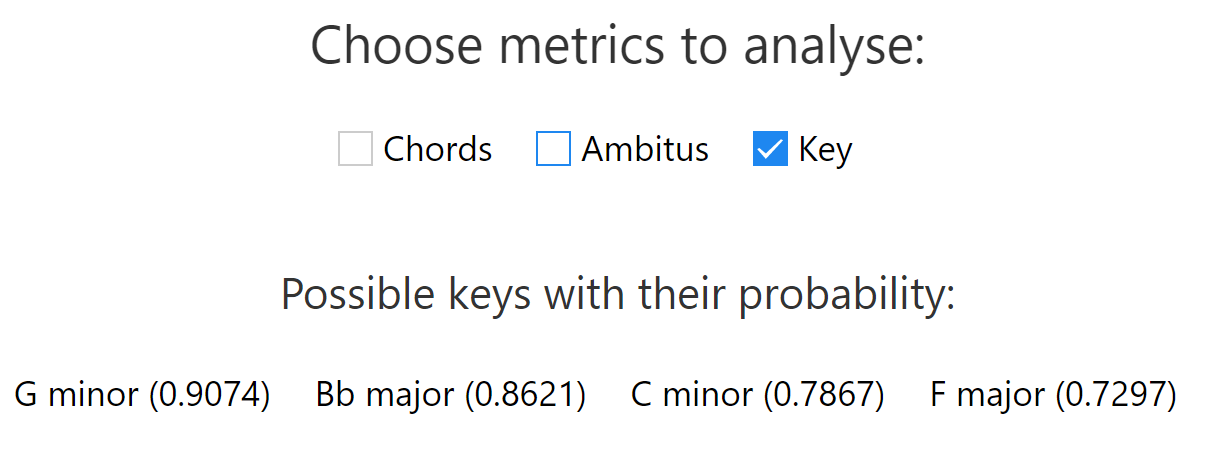 Choose metrics to analyse:
Chords Ambitus Key
Possible keys with their probability:
G minor (0.9074) Bb major (0.8621) C minor (0.7867) F major (0.7297)